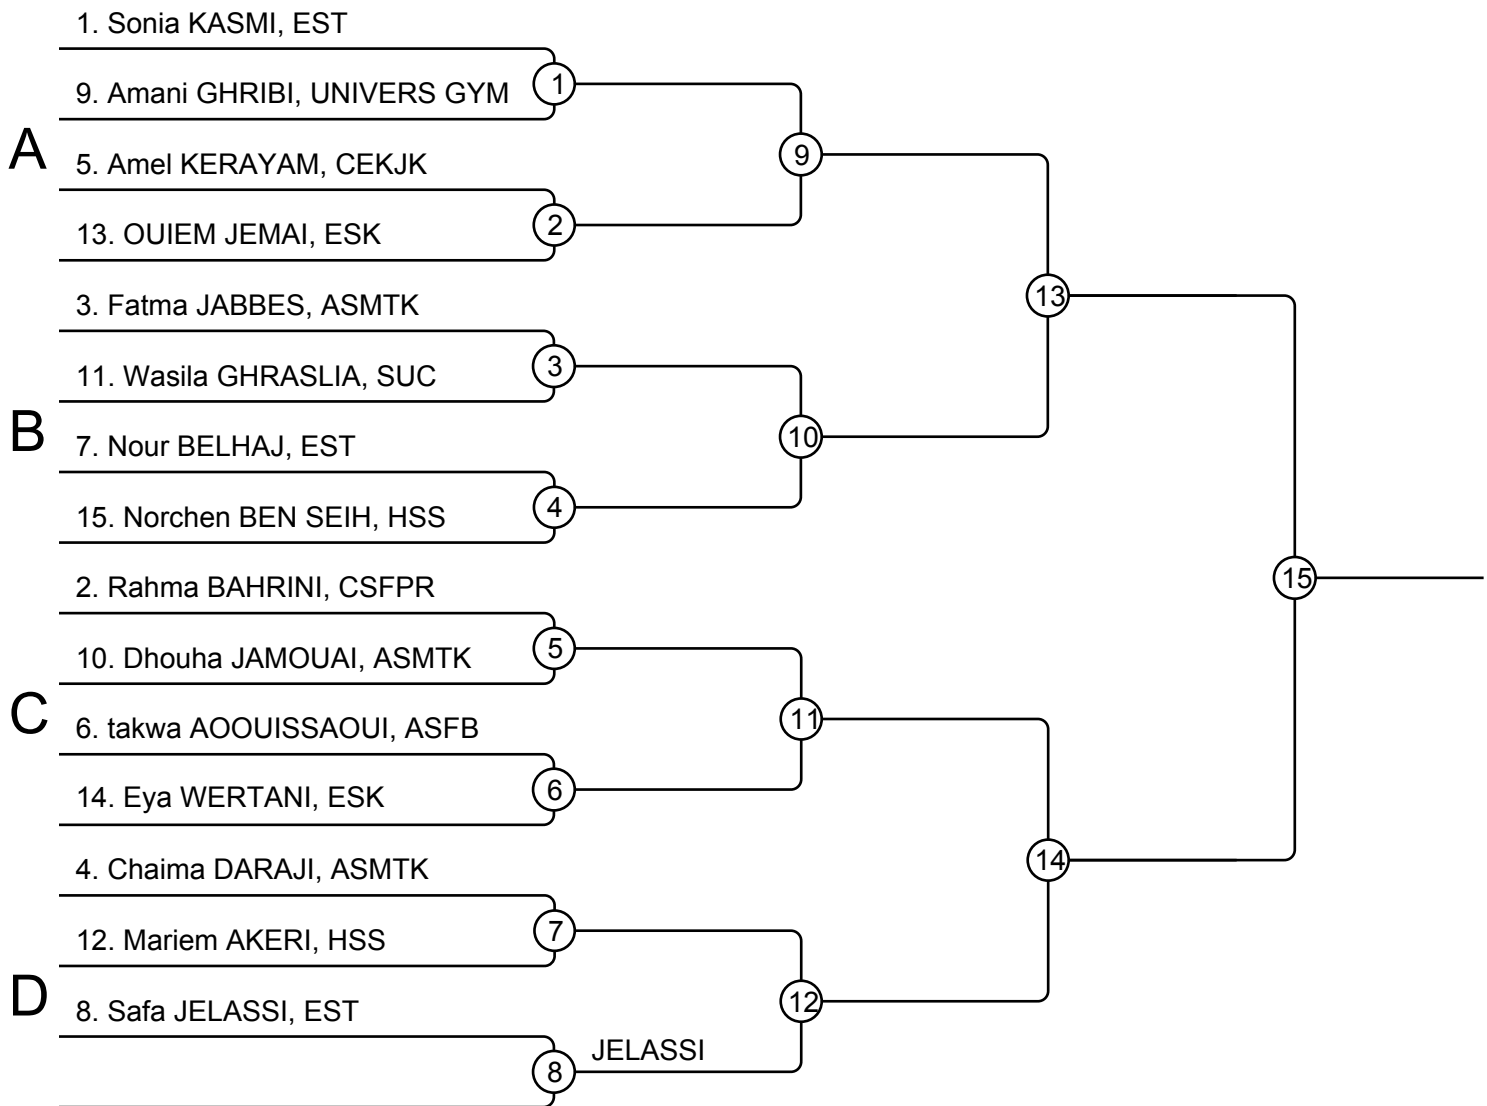 1. Sonia KASMI, EST
9. Amani GHRIBI, UNIVERS GYM
1
A
9
5. Amel KERAYAM, CEKJK
13. OUIEM JEMAI, ESK
2
3. Fatma JABBES, ASMTK
13
11. Wasila GHRASLIA, SUC
3
B
10
7. Nour BELHAJ, EST
15. Norchen BEN SEIH, HSS
4
2. Rahma BAHRINI, CSFPR
15
10. Dhouha JAMOUAI, ASMTK
5
C
11
6. takwa AOOUISSAOUI, ASFB
14. Eya WERTANI, ESK
6
4. Chaima DARAJI, ASMTK
14
12. Mariem AKERI, HSS
7
D
12
8. Safa JELASSI, EST
JELASSI
8